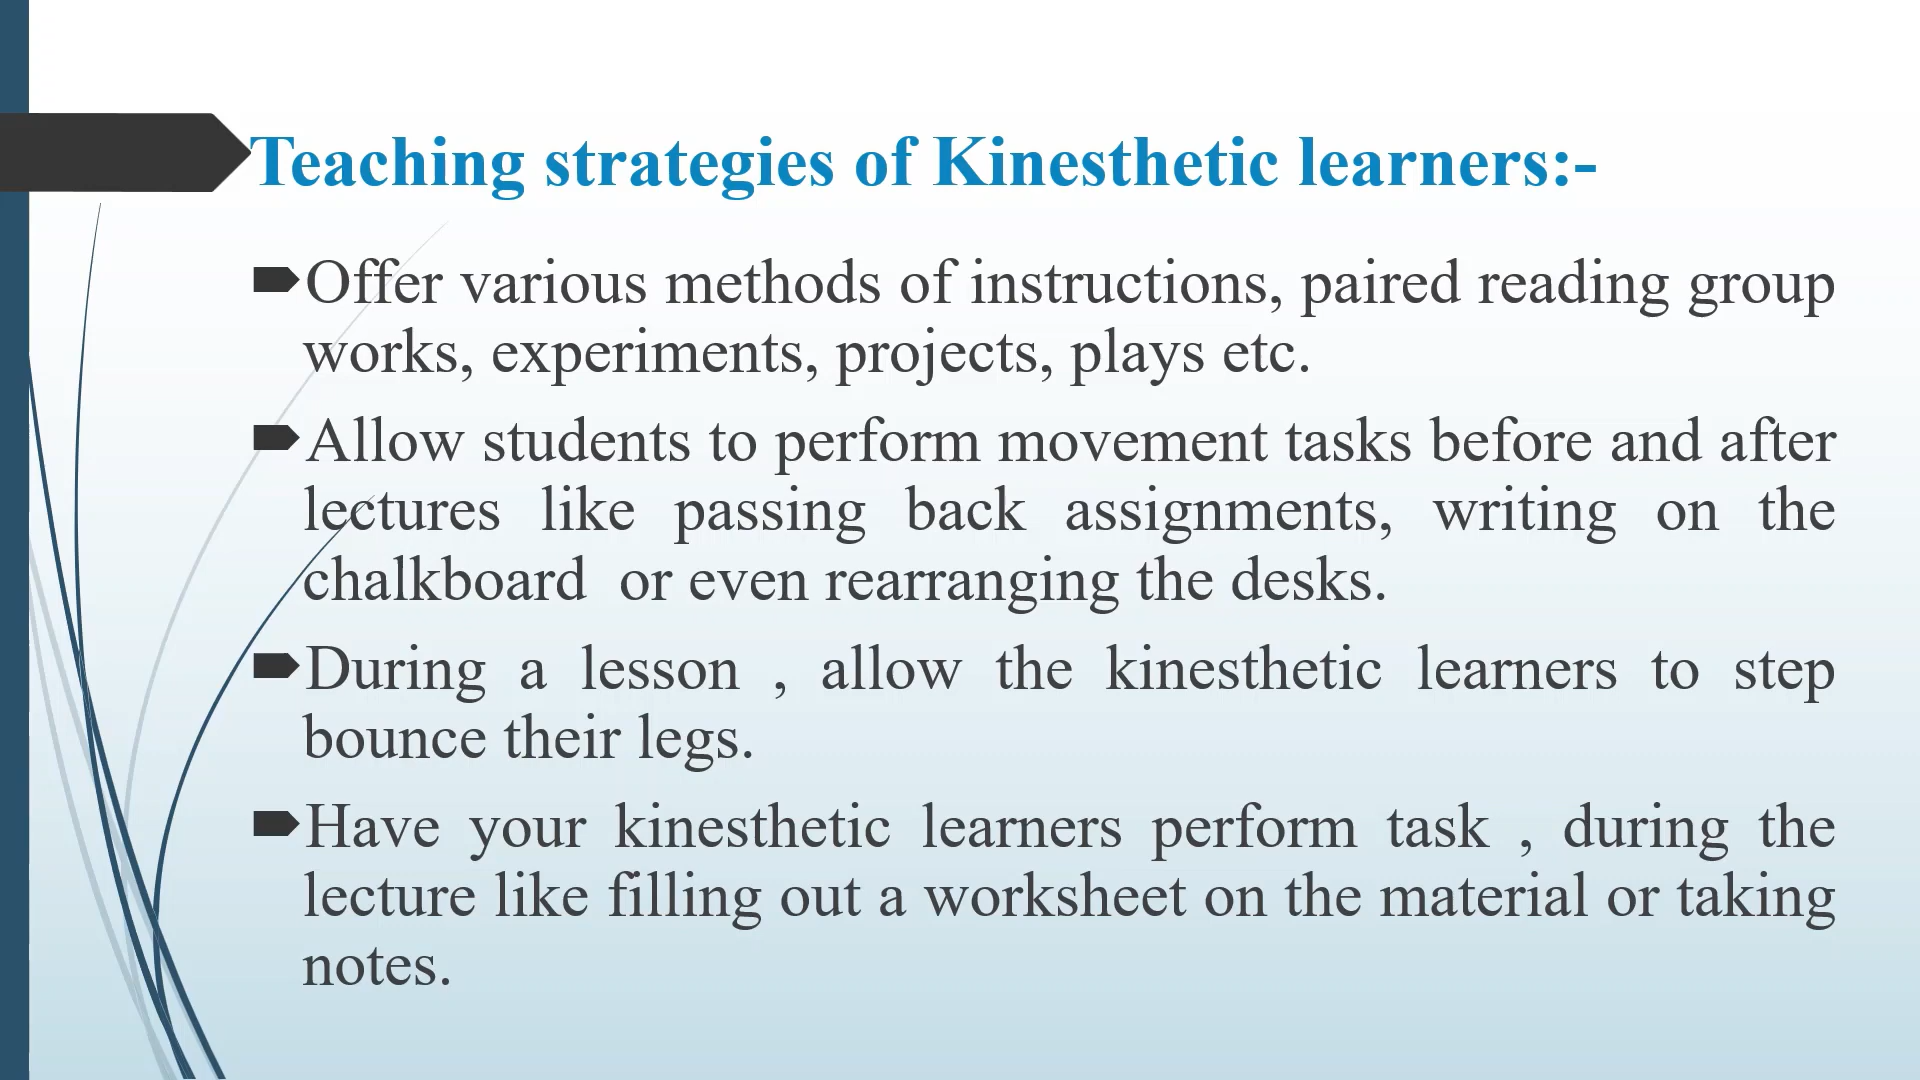 Teaching strategies of Kinesthetic learners:-
Offer various methods of instructions, paired reading group
works, experiments, projects, plays etc.
Allow students to perform movement tasks before and after
lectures like passing back assignments, writing on the
chalkboard  or even rearranging the desks.
During a lesson , allow the kinesthetic learners to step
bounce their legs.
Have your kinesthetic learners perform task , during the
lecture like filling out a worksheet on the material or taking
notes.